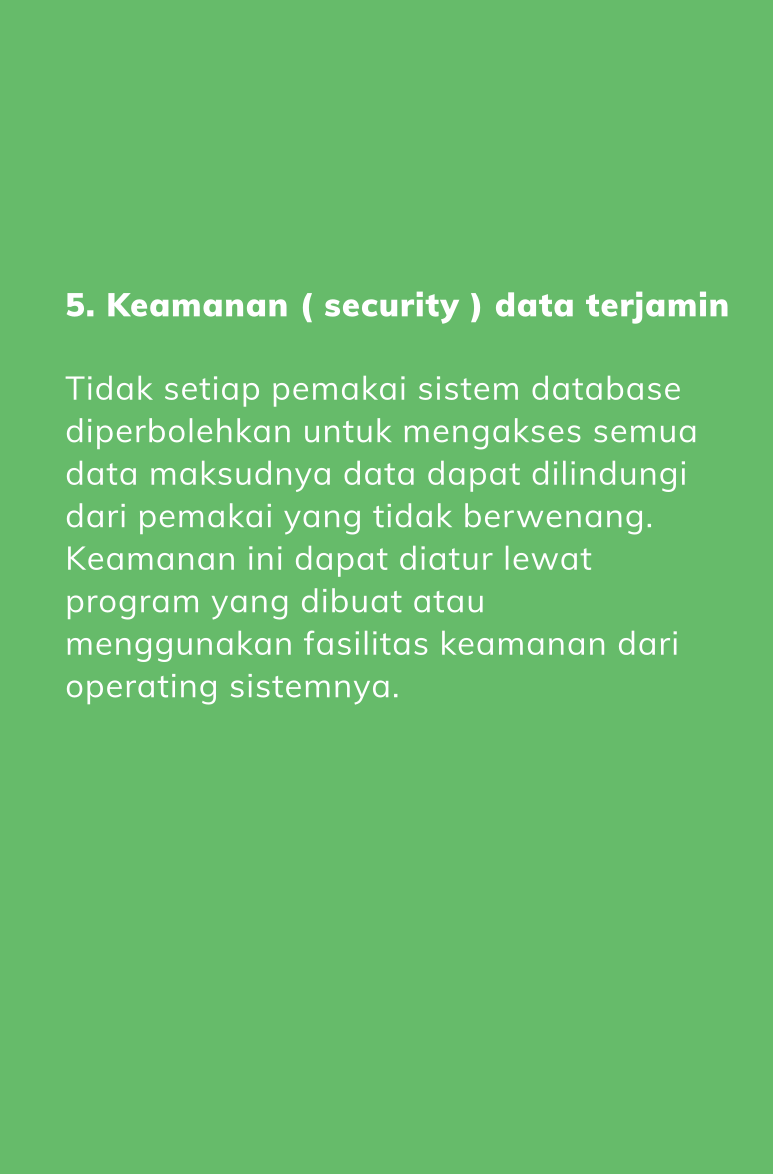 5. Keamanan ( security ) data terjamin
Tidak setiap pemakai sistem database
diperbolehkan untuk mengakses semua
data maksudnya data dapat dilindungi
dari pemakai yang tidak berwenang.
Keamanan ini dapat diatur lewat
program yang dibuat atau
menggunakan fasilitas keamanan dari
operating sistemnya.